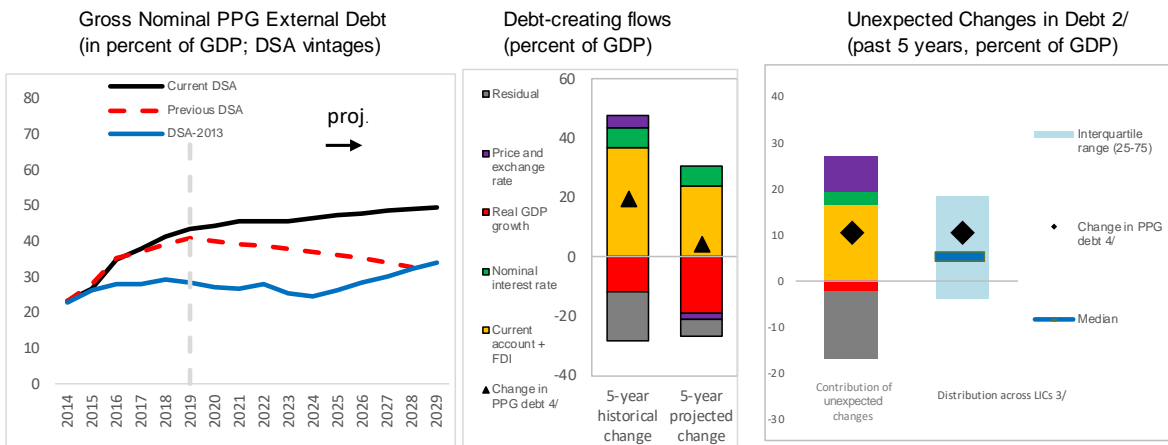 Gross Nominal PPG External Debt
(in percent of GDP; DSA vintages)
Current DSA
Previous DSA
DSA-2013
proj.
80
70
60
50
40
30
20
10
0
2014
2015
2016
2017
2018
2019
2020
2021
2022
2023
2024
2025
2026
2027
2028
2029
Debt-creating flows
(percent of GDP)
Residual
Price and
exchange
rate
Real GDP
growth
Nominal
interest rate
Current
account +
FDI
Change in
PPG debt 4/
60
40
20
0
-20
-40
5-year
historical
change
5-year
projected
change
Unexpected Changes in Debt 2/
(past 5 years, percent of GDP)
40
30
20
10
0
-10
-20
-30
Interquartile
range (25-75)
Change in PPG
debt 4/
Median
Contribution of
unexpected
changes
Distribution across LICs 3/